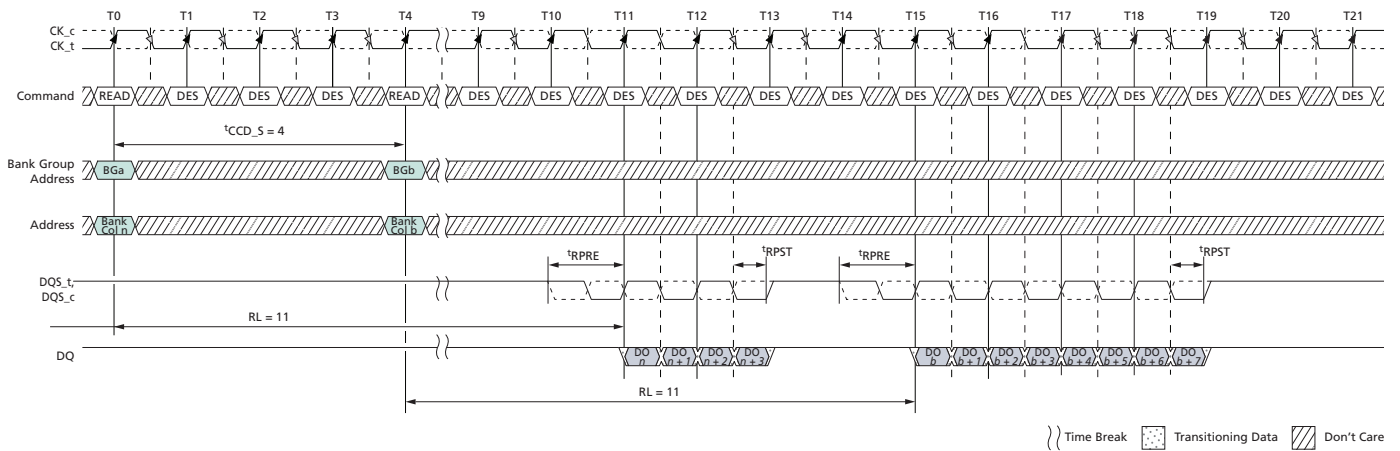 T0 T1 T2 T3 T4 T9 T10 T11 T12 T13 T14 T15 T16 T17 T18 T19 T20 T21
CK_c
CK_t
Command READ DES DES DES READ DES DES DES DES DES DES DES DES DES DES DES DES DES
tCCD_S = 4
Bank Group
Address
BGa BGb
Address
Bank
Col n
Bank
Col b
tRPRE tRPST tRPRE tRPST
DQS_t,
DQS_c
RL = 11
DQ
DO
n
DO
n + 1
DO
n + 2
DO
n + 3
DO
b
DO
b + 1
DO
b + 2
DO
b + 3
DO
b + 4
DO
b + 5
DO
b + 6
DO
b + 7
RL = 11
Time Break Transitioning Data Don't Care